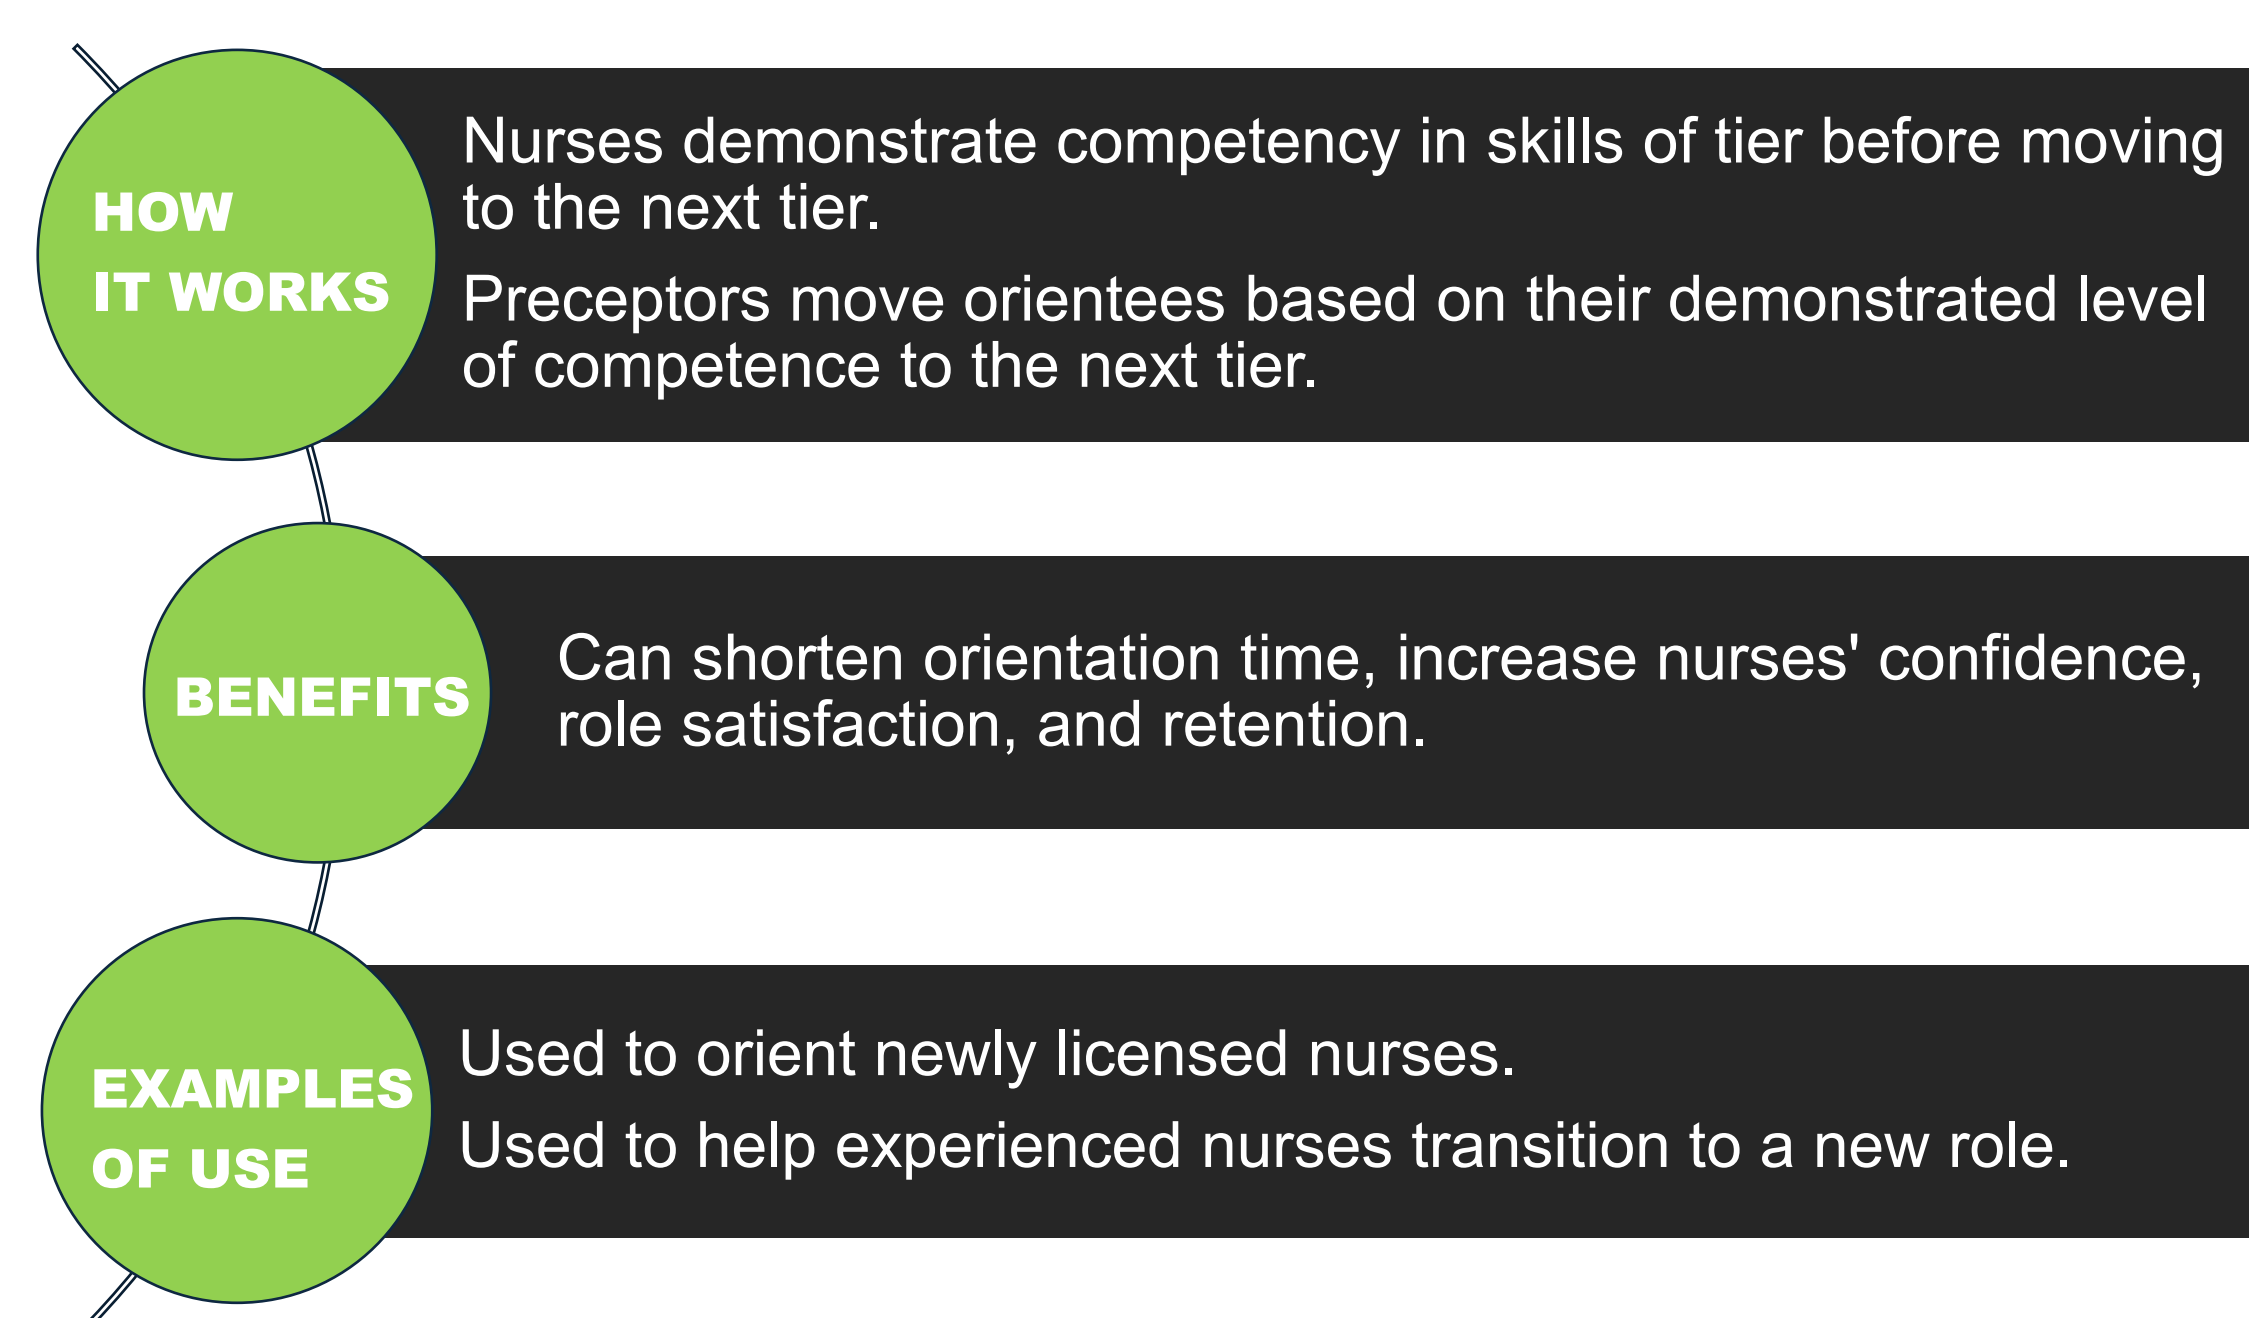 HOW
IT WORKS
Nurses demonstrate competency in skills of tier before moving
to the next tier.
Preceptors move orientees based on their demonstrated level
of competence to the next tier.
BENEFITS
Can shorten orientation time, increase nurses' confidence,
role satisfaction, and retention.
EXAMPLES
OF USE
Used to orient newly licensed nurses.
Used to help experienced nurses transition to a new role.